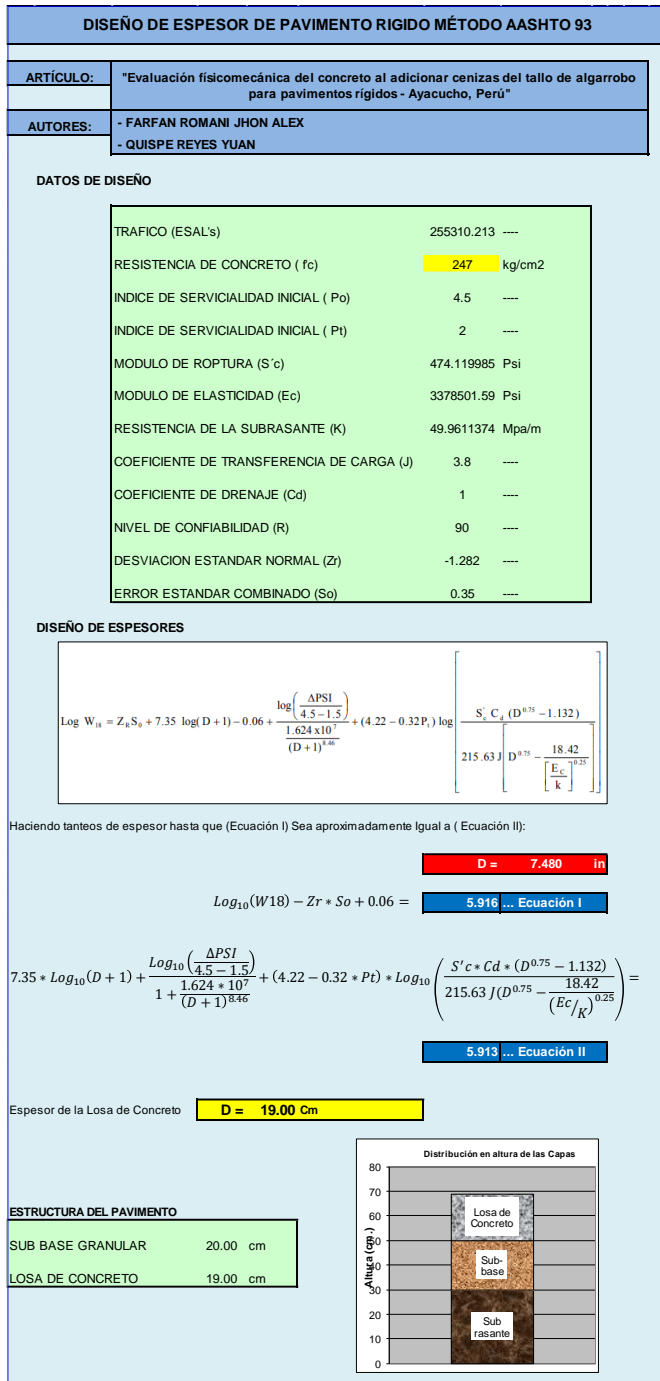 DISEÑO DE ESPESOR DE PAVIMENTO RIGIDO MÉTODO AASHTO 93
ARTÍCULO: "Evaluación físicomecánica del concreto al adicionar cenizas del tallo de algarrobo
para pavimentos rígidos - Ayacucho, Perú"
AUTORES: - FARFAN ROMANI JHON ALEX
- QUISPE REYES YUAN
DATOS DE DISEÑO
TRAFICO (ESAL's) 255310.213 ----
RESISTENCIA DE CONCRETO ( f'c) 247 kg/cm2
INDICE DE SERVICIALIDAD INICIAL ( Po) 4.5 ----
INDICE DE SERVICIALIDAD INICIAL ( Pt) 2 ----
MODULO DE ROPTURA (S´c) 474.119985 Psi
MODULO DE ELASTICIDAD (Ec) 3378501.59 Psi
RESISTENCIA DE LA SUBRASANTE (K) 49.9611374 Mpa/m
COEFICIENTE DE TRANSFERENCIA DE CARGA (J) 3.8 ----
COEFICIENTE DE DRENAJE (Cd) 1 ----
NIVEL DE CONFIABILIDAD (R) 90 ----
DESVIACION ESTANDAR NORMAL (Zr) -1.282 ----
ERROR ESTANDAR COMBINADO (So) 0.35 ----
DISEÑO DE ESPESORES
Log W₁₈ = Z_R S₀ + 7.35 log( D + 1) − 0.06 + log(ΔPSI / (4.5 − 1.5)) / (1.624 x10⁷ / (D + 1)^8.46) + (4.22 − 0.32 P_t ) log [ S'_c C_d (D^0.75 − 1.132 ) / 215 .63 J [ D^0.75 − 18.42 / [E_C / k]^0.25 ] ]
Haciendo tanteos de espesor hasta que (Ecuación I) Sea aproximadamente Igual a ( Ecuación II):
D = 7.480 in
Log₁₀(W18) − Zr * So + 0.06 = 5.916 ... Ecuación I
7.35 * Log₁₀(D + 1) + Log₁₀(ΔPSI / (4.5 − 1.5)) / (1 + 1.624 * 10⁷ / (D + 1)^8.46) + (4.22 − 0.32 * Pt) * Log₁₀ ( S′c * Cd * (D^0.75 − 1.132) / 215.63 J(D^0.75 − 18.42 / (Ec/K)^0.25 ) =
5.913 ... Ecuación II
Espesor de la Losa de Concreto D = 19.00 Cm
ESTRUCTURA DEL PAVIMENTO
SUB BASE GRANULAR 20.00 cm
LOSA DE CONCRETO 19.00 cm
Distribución en altura de las Capas
Altura (cm.)
80
70
60
50
40
30
20
10
0
Losa de
Concreto
Sub-
base
Sub
rasante